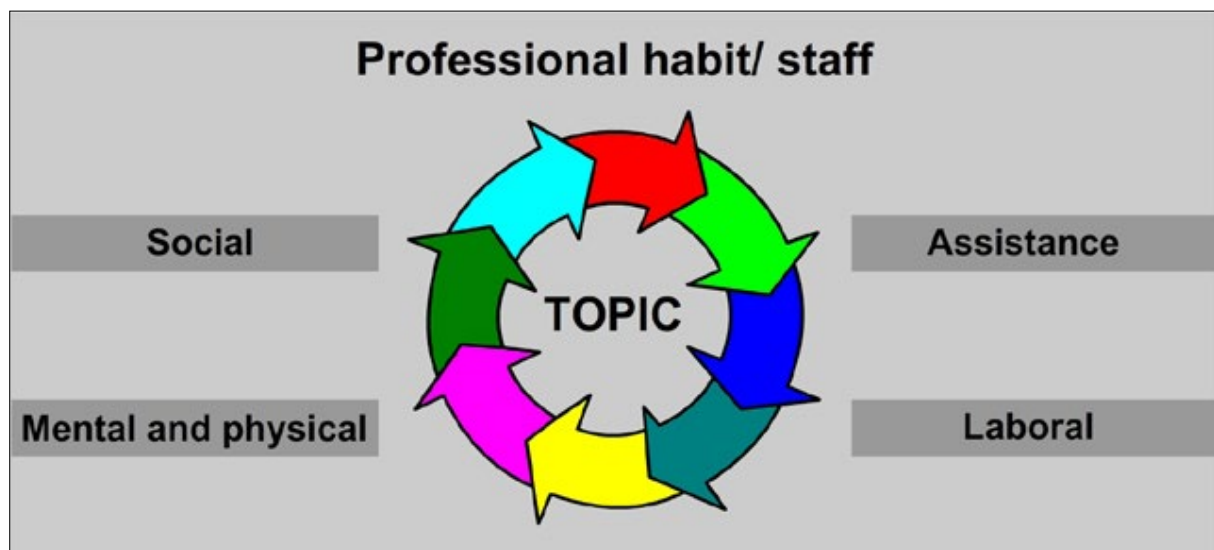 Professional habit/ staff
Social
Assistance
TOPIC
Mental and physical
Laboral